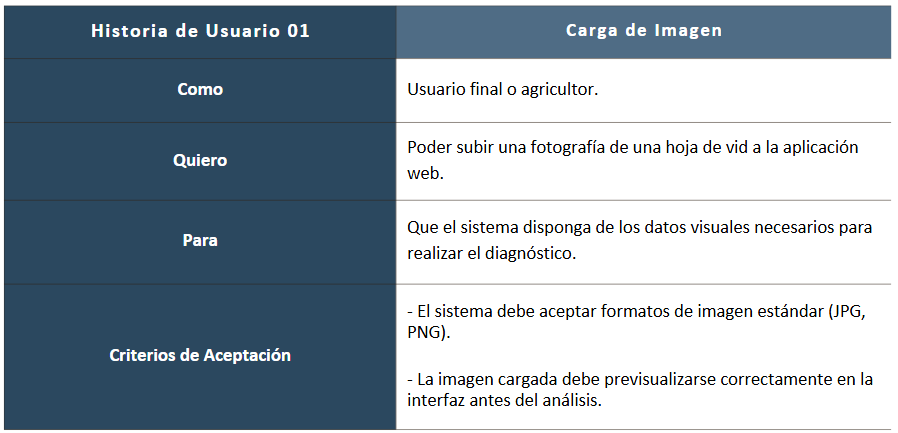 Historia de Usuario 01
Carga de Imagen
Como
Usuario final o agricultor.
Quiero
Poder subir una fotografía de una hoja de vid a la aplicación
web.
Para
Que el sistema disponga de los datos visuales necesarios para
realizar el diagnóstico.
Criterios de Aceptación
- El sistema debe aceptar formatos de imagen estándar (JPG,
PNG).
- La imagen cargada debe previsualizarse correctamente en la
interfaz antes del análisis.